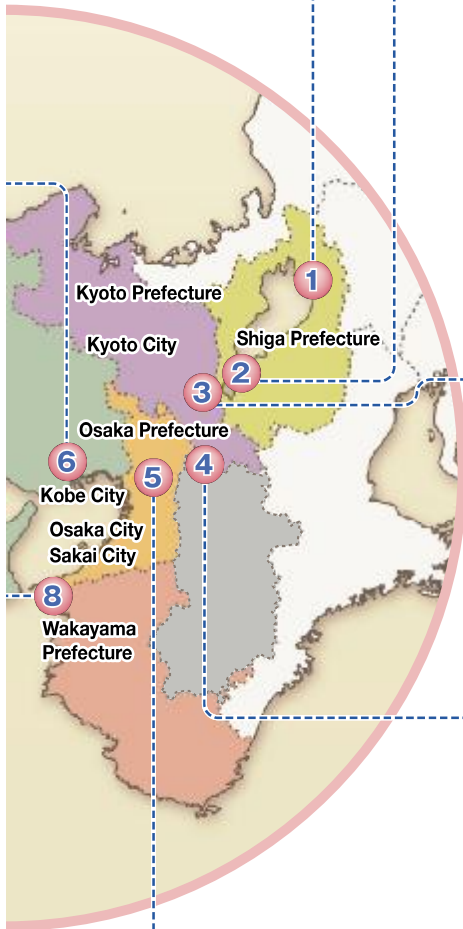 1
Kyoto Prefecture
Shiga Prefecture
Kyoto City
2
3
Osaka Prefecture
6
5
4
Kobe City
Osaka City
Sakai City
8
Wakayama
Prefecture